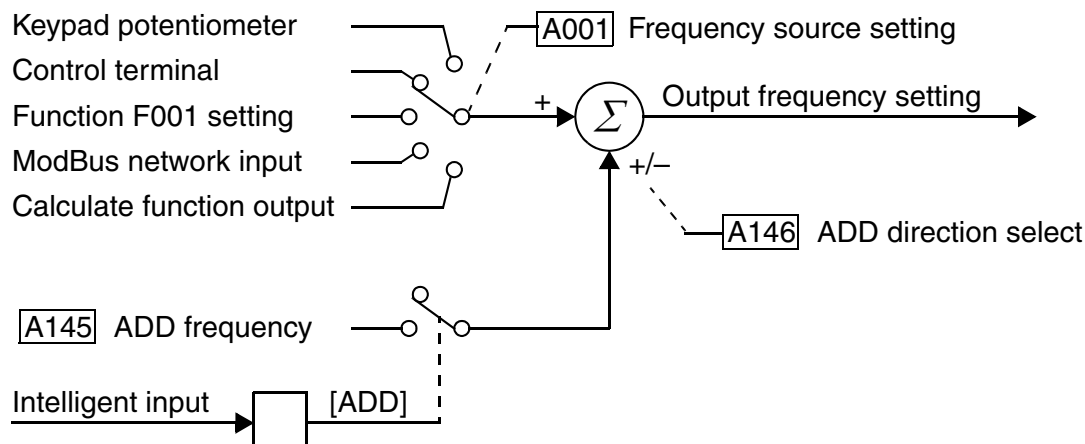 Keypad potentiometer
A001 Frequency source setting
Control terminal
Function F001 setting
+
Σ
Output frequency setting
ModBus network input
+/–
Calculate function output
A146 ADD direction select
A145 ADD frequency
Intelligent input
[ADD]